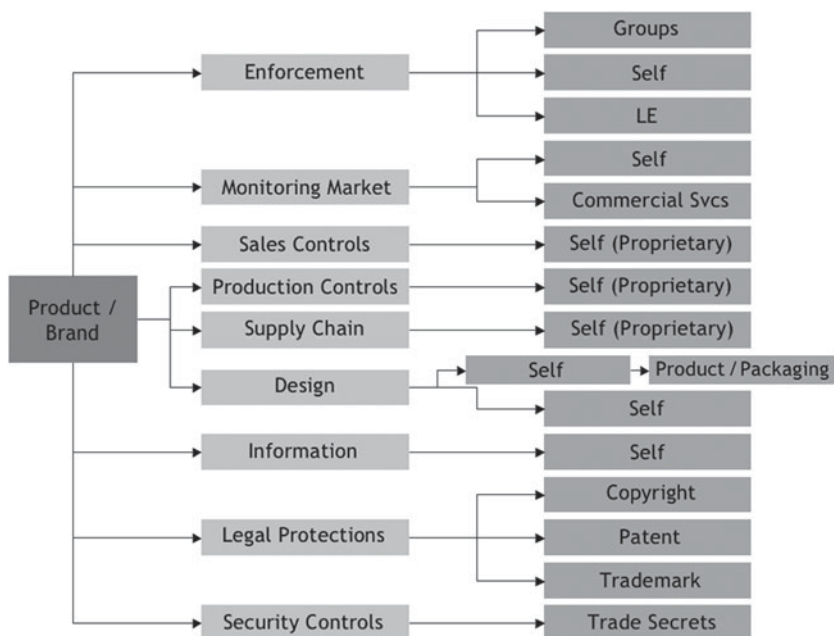 Product /
Brand
Enforcement
Groups
Self
LE
Monitoring Market
Self
Commercial Svcs
Sales Controls
Self (Proprietary)
Production Controls
Self (Proprietary)
Supply Chain
Self (Proprietary)
Design
Self
Product / Packaging
Self
Information
Self
Legal Protections
Copyright
Patent
Trademark
Security Controls
Trade Secrets